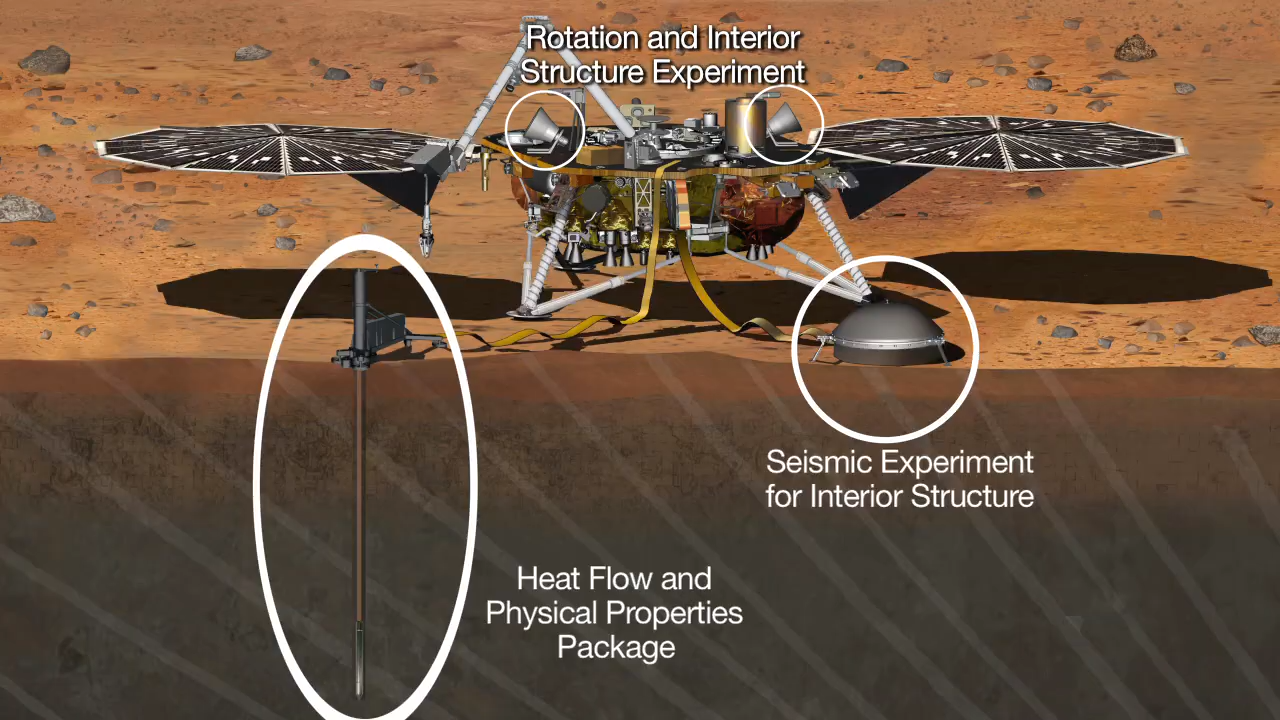 Rotation and Interior
Structure Experiment
Seismic Experiment
for Interior Structure
Heat Flow and
Physical Properties
Package